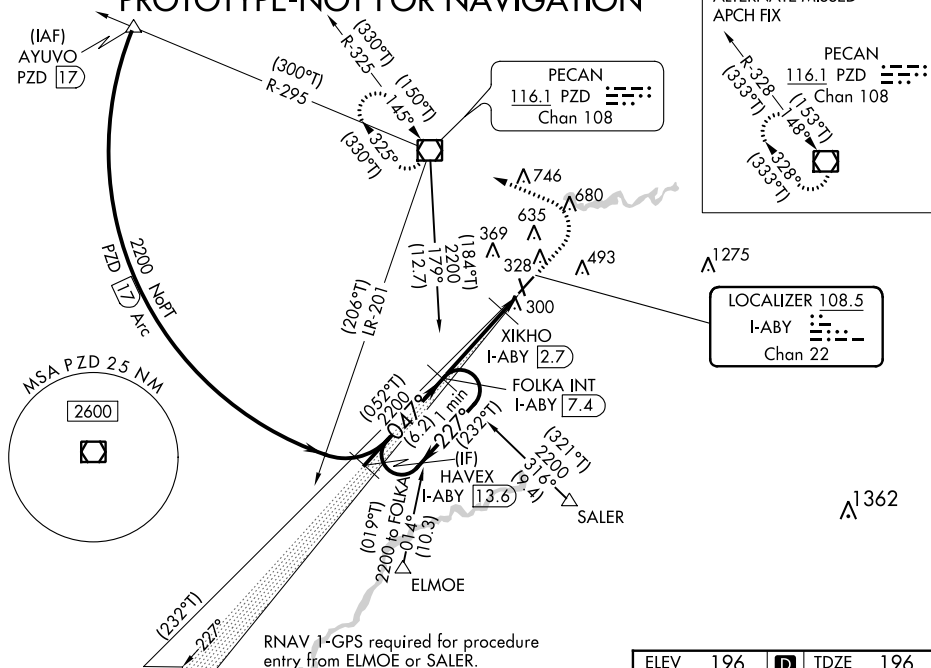 PROTOTYPE-NOT FOR NAVIGATION
APCH FIX
(IAF)
AYUVO
PZD 17
(300°T)
R-295
(330°T)
R-325
(150°T)
145°
325°
(330°T)
PECAN
116.1 PZD
Chan 108
PECAN
116.1 PZD
Chan 108
R-328
(333°T)
(153°T)
148°
328°
(333°T)
746
680
635
369
328
493
300
1275
2200 NoPT
PZD 17 Arc
(206°T)
LR-201
(184°T)
2200
179°
(12.7)
LOCALIZER 108.5
I-ABY
Chan 22
XIKHO
I-ABY 2.7
FOLKA INT
I-ABY 7.4
MSA PZD 25 NM
2600
(052°T)
2200
047°
(6.2)
1 min
227°
(232°T)
(IF)
HAVEX
I-ABY 13.6
(321°T)
2200
316°
(9.4)
SALER
1362
(019°T)
2200 to FOLKA
014°
(10.3)
ELMOE
(232°T)
227°
RNAV 1-GPS required for procedure
entry from ELMOE or SALER.
ELEV 196 D TDZE 196